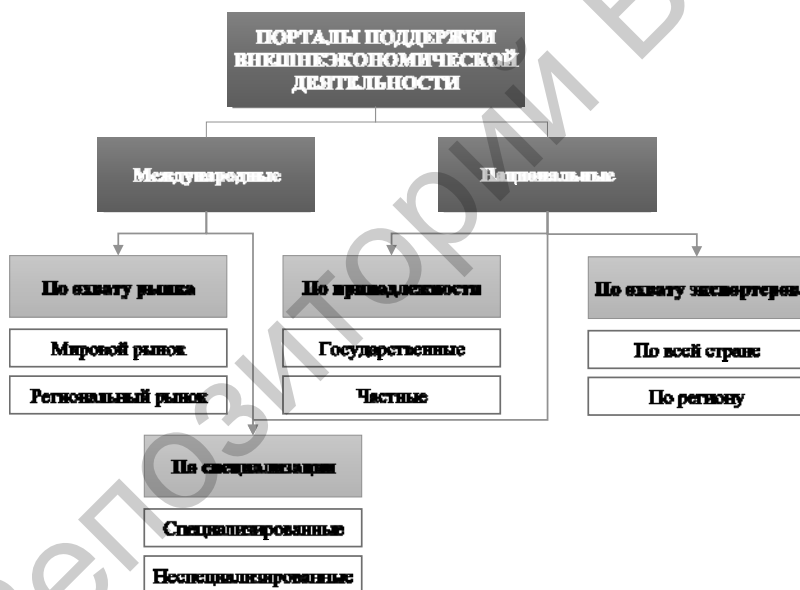 ПОРТАЛЫ ПОДДЕРЖКИ
ВНЕШНЕЭКОНОМИЧЕСКОЙ
ДЕЯТЕЛЬНОСТИ
Международные
Национальные
По охвату рынка
По принадлежности
По охвату экспортеров
Мировой рынок
Государственные
По всей стране
Региональный рынок
Частные
По региону
По специализации
Специализированные
Неспециализированные
Репозиторий В